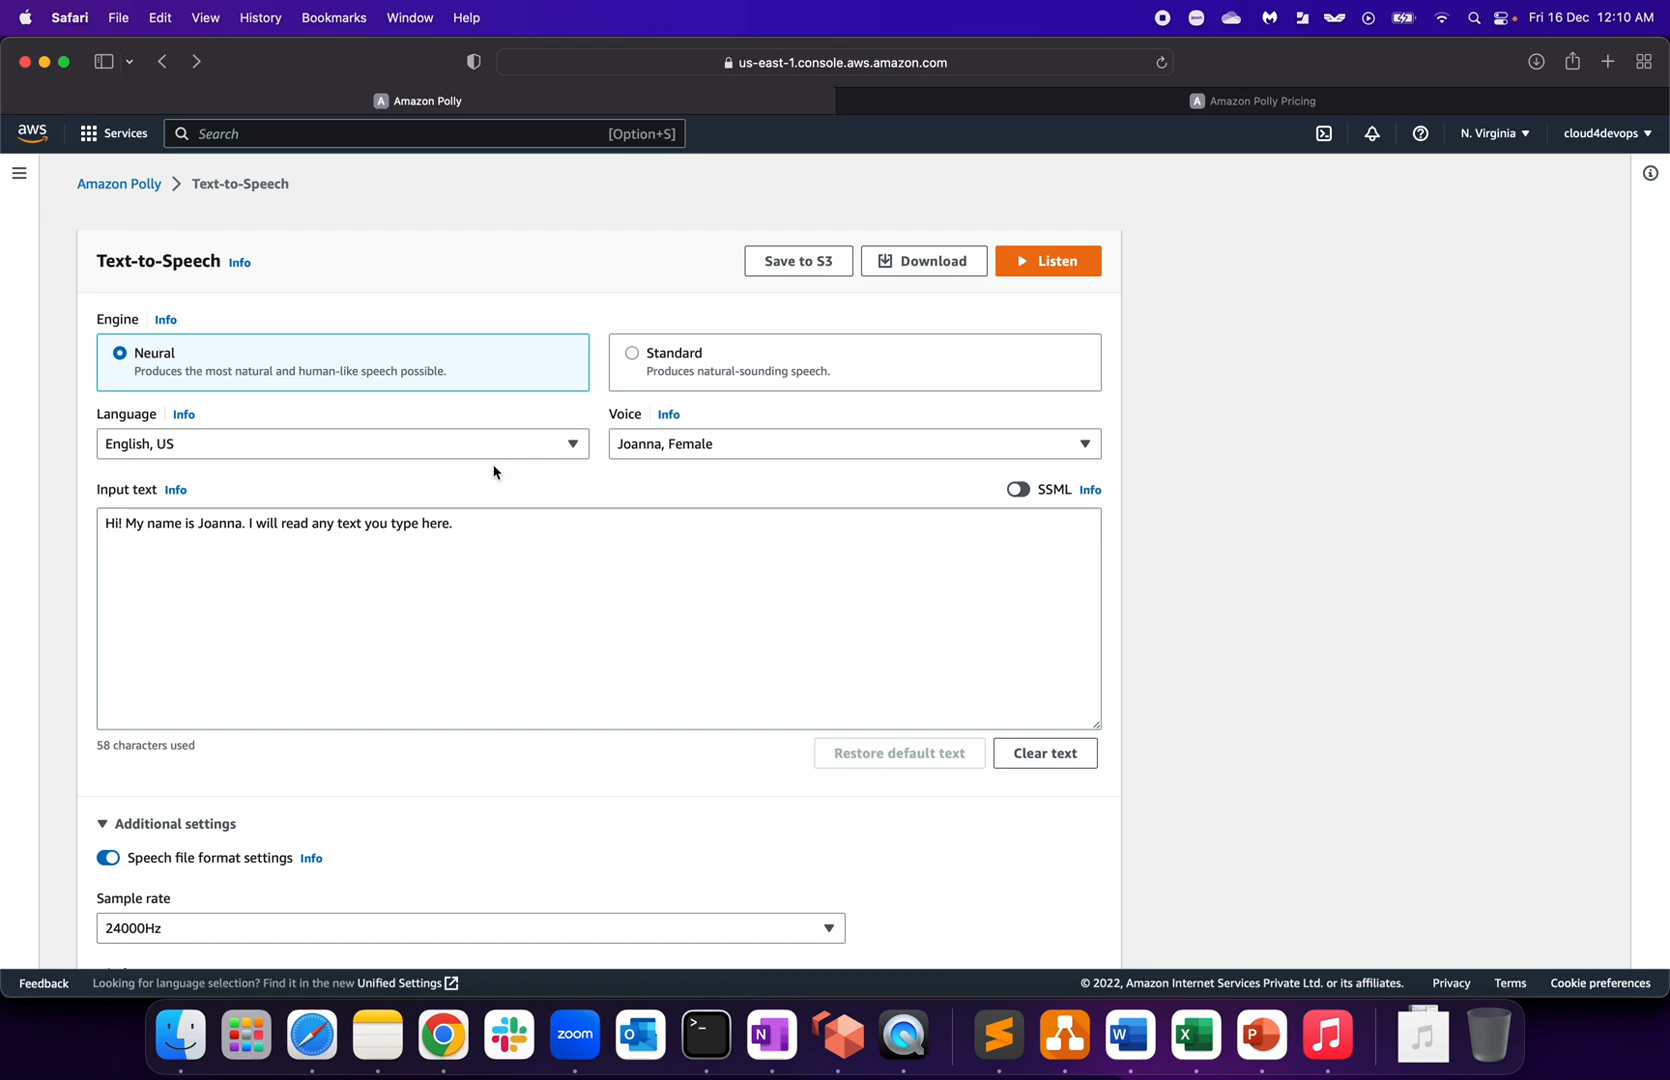 Safari File Edit View History Bookmarks Window Help zoom Fri 16 Dec 12:10 AM
us-east-1.console.aws.amazon.com
A Amazon Polly A Amazon Polly Pricing
aws Services Search [Option+S] N. Virginia cloud4devops
Amazon Polly Text-to-Speech
Text-to-Speech Info Save to S3 Download Listen
Engine Info
Neural Standard
Produces the most natural and human-like speech possible. Produces natural-sounding speech.
Language Info Voice Info
English, US Joanna, Female
Input text Info SSML Info
Hi! My name is Joanna. I will read any text you type here.
58 characters used
Restore default text Clear text
Additional settings
Speech file format settings Info
Sample rate
24000Hz
Feedback Looking for language selection? Find it in the new Unified Settings © 2022, Amazon Internet Services Private Ltd. or its affiliates. Privacy Terms Cookie preferences
zoom O >_ N S W X P